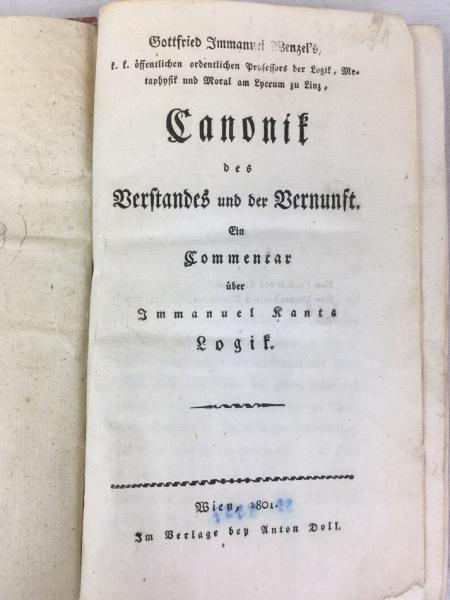 Gottfried Immanuel Wenzel's,
k. k. öffentlichen ordentlichen Professors der Logik, Me-
taphysik und Moral am Lyceum zu Linz,
Canonik
des
Verstandes und der Vernunft.
Ein
Commentar
über
Immanuel Kants
Logik.
Wien, 1801.
Im Verlage bey Anton Doll.